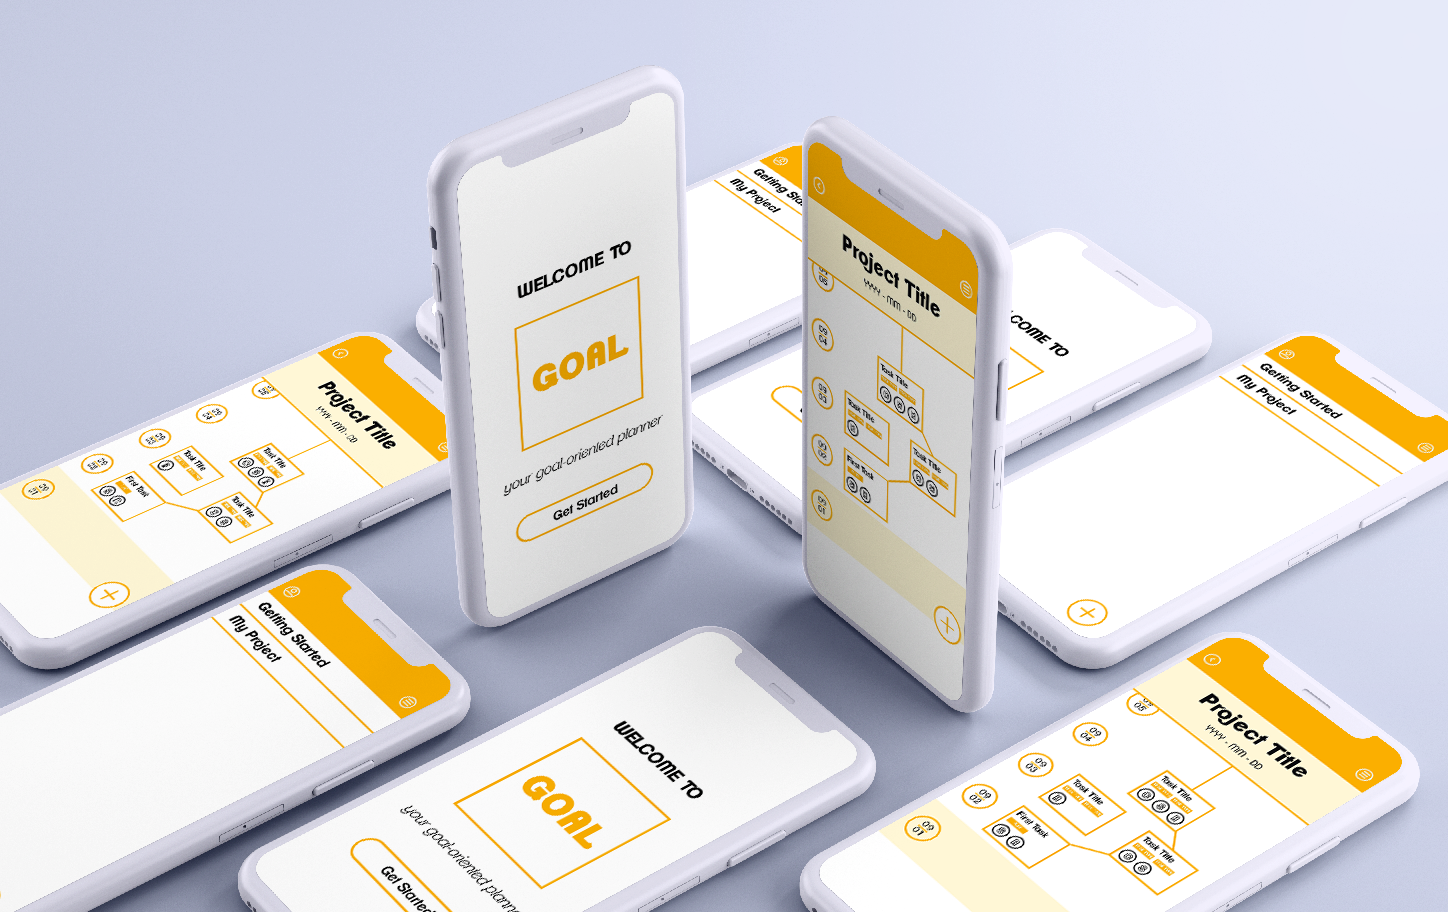 WELCOME TO
GOAL
your goal-oriented planner
Get Started
Getting Sta
My Project
Project Title
YYYY - MM - DD
05
09
04
09
03
09
02
09
01
Task Title
Task Title
Task Title
First Task
COME TO
Getting Started
My Project
Project Title
YYYY - MM - DD
Task Title
Task Title
First Task
Task Title
Getting Started
My Project
WELCOME TO
GOAL
your goal-oriented planne
Get Started
Project Title
YYYY - MM - DD
05
09
04
09
03
09
02
09
01
Task Title
Task Title
First Task
Task Title